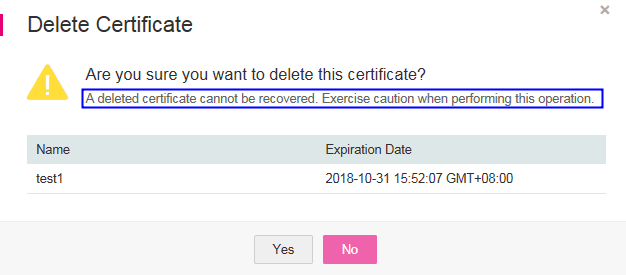 Delete Certificate
Are you sure you want to delete this certificate?
A deleted certificate cannot be recovered. Exercise caution when performing this operation.
Name Expiration Date
test1 2018-10-31 15:52:07 GMT+08:00
Yes No